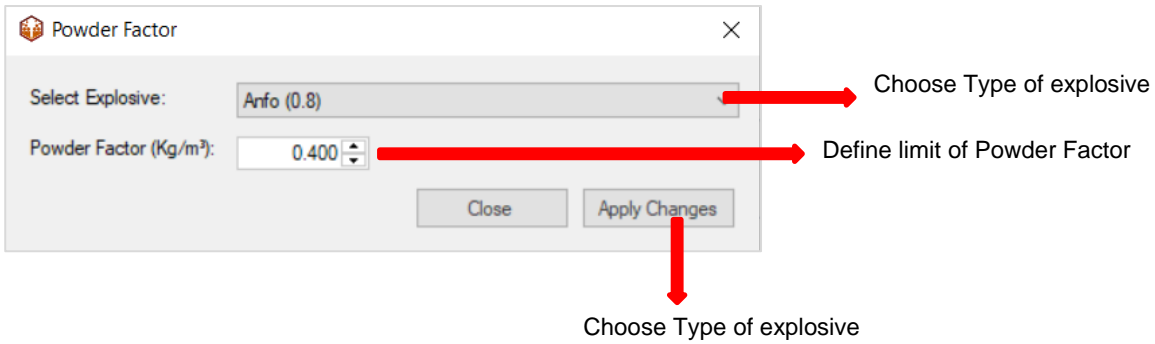 Powder Factor
Select Explosive: Anfo (0.8) Choose Type of explosive
Powder Factor (Kg/m³): 0.400 Define limit of Powder Factor
Close Apply Changes
Choose Type of explosive